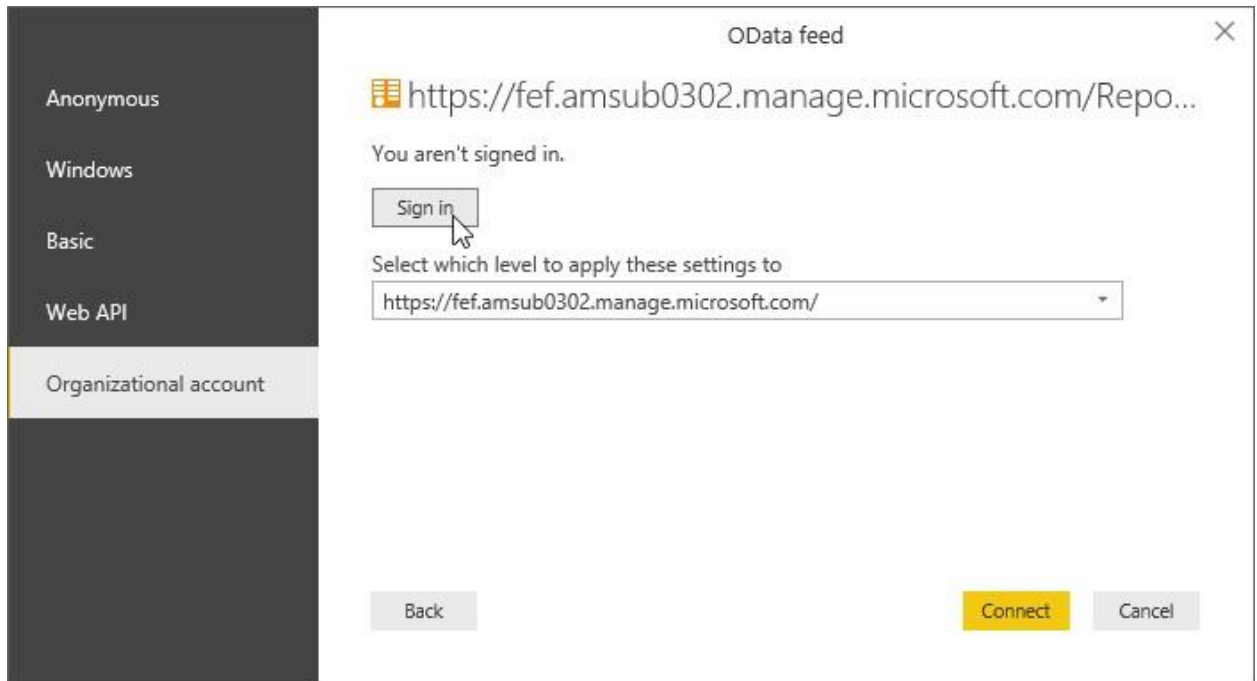 OData feed
Anonymous
Windows
Basic
Web API
Organizational account
https://fef.amsub0302.manage.microsoft.com/Repo...
You aren't signed in.
Sign in
Select which level to apply these settings to
https://fef.amsub0302.manage.microsoft.com/
Back
Connect
Cancel